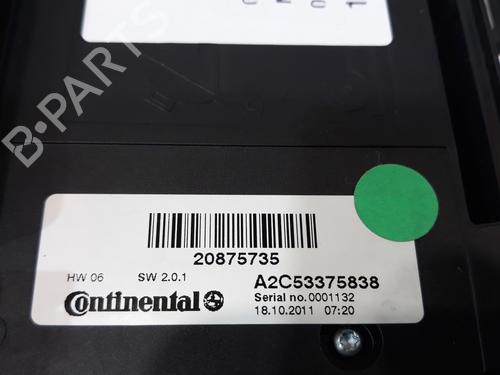 B-PARTS
20875735
HW 06 SW 2.0.1
A2C53375838
Continental
Serial no.0001132
18.10.2011 07:20